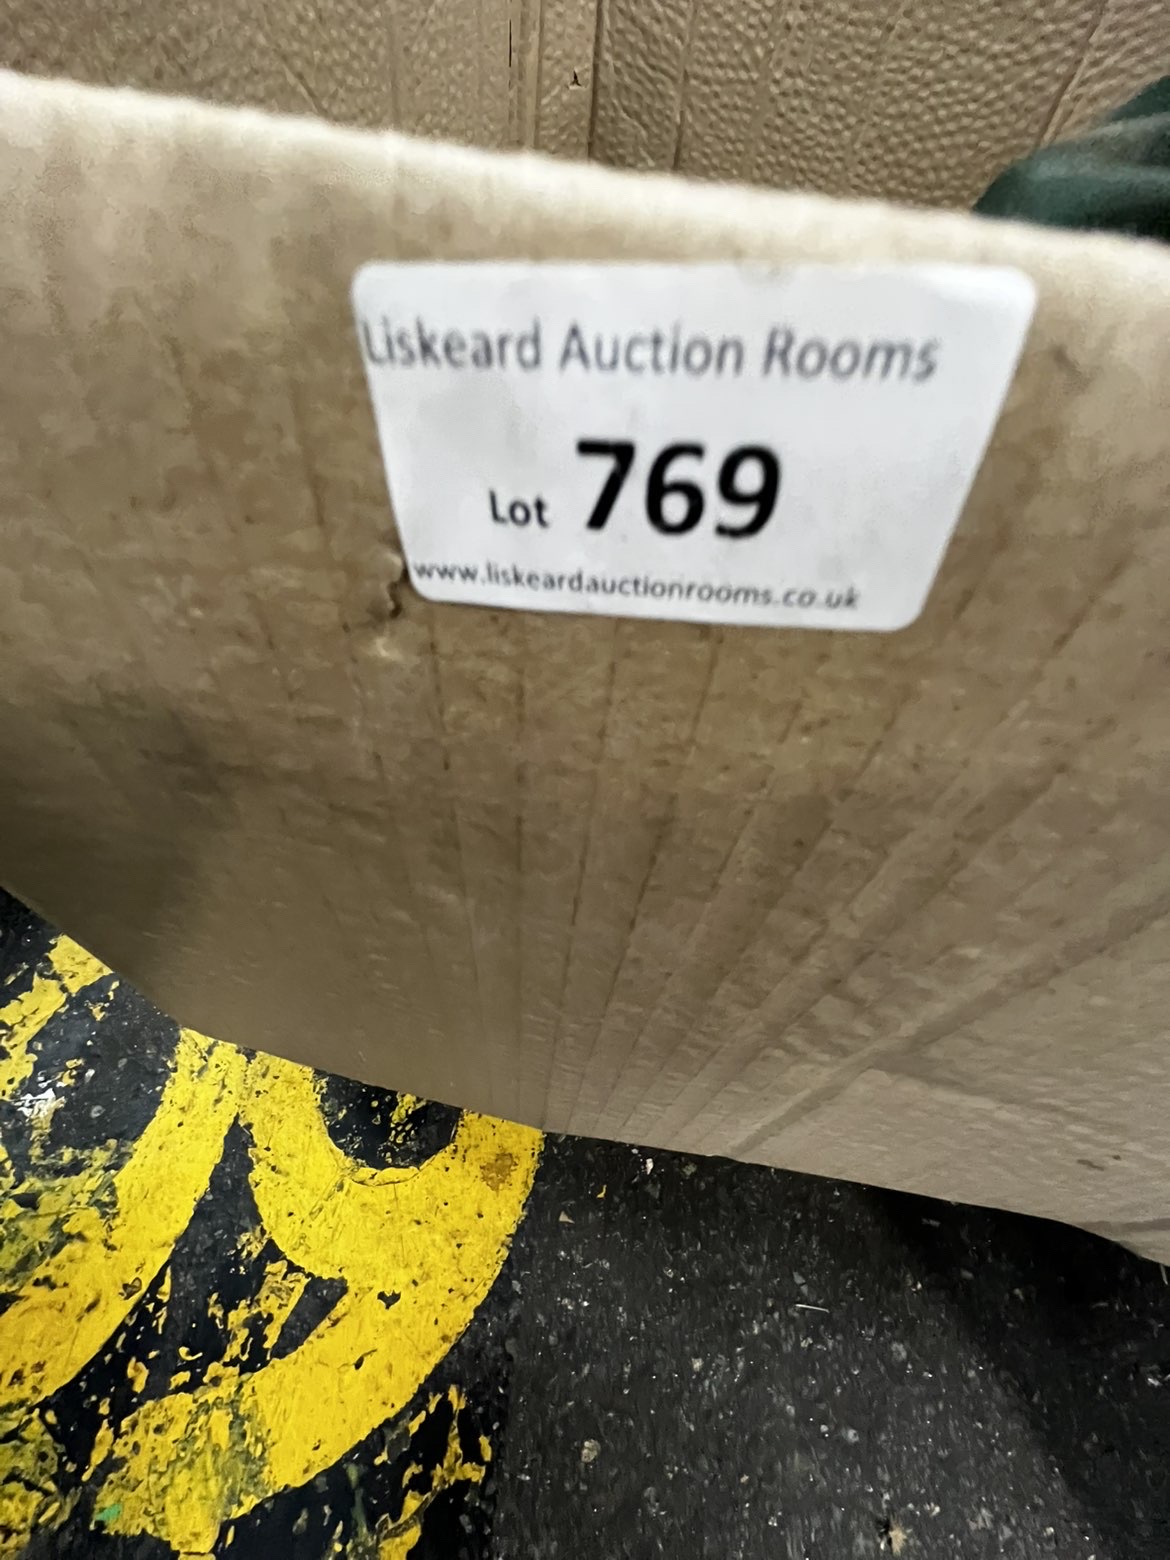 Liskeard Auction Rooms
Lot 769
www.liskeardauctionrooms.co.uk